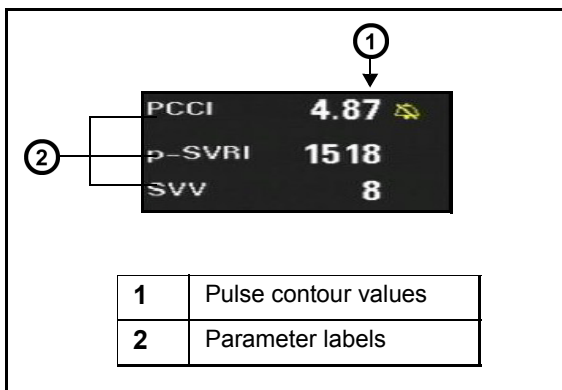 1
PCCI 4.87
2
p-SVRI 1518
SVV 8
1 Pulse contour values
2 Parameter labels